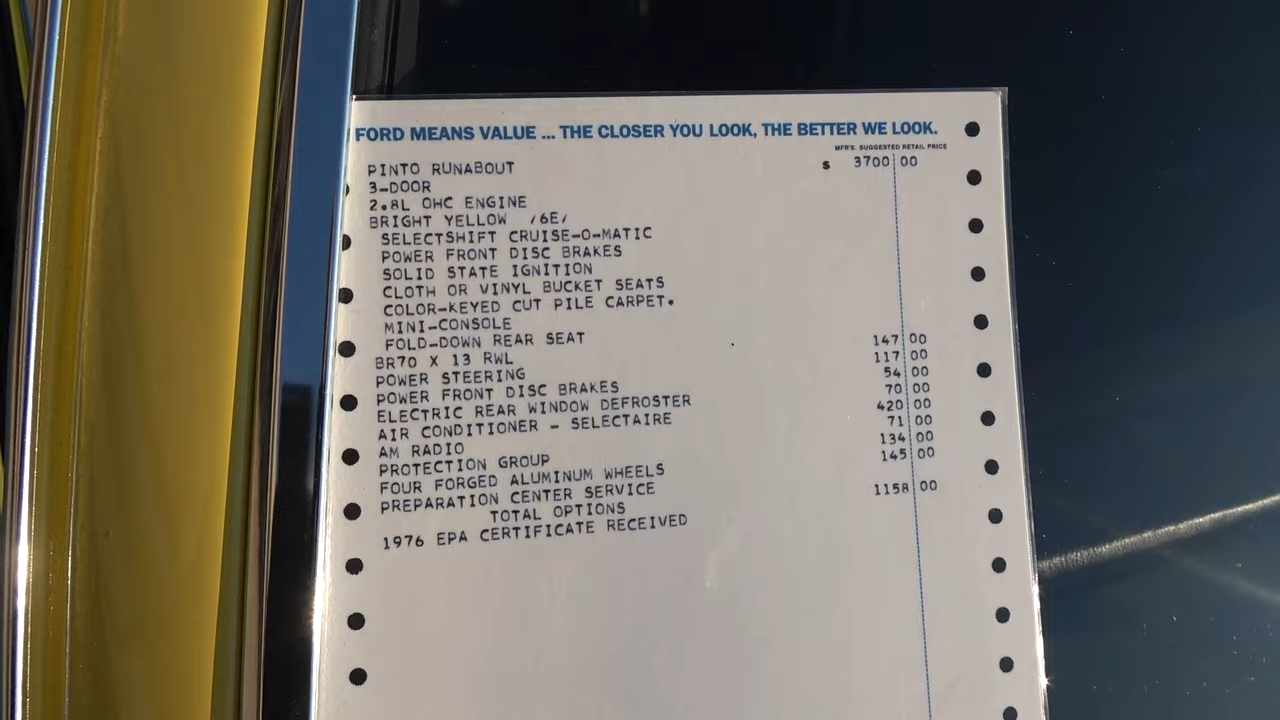 FORD MEANS VALUE ... THE CLOSER YOU LOOK, THE BETTER WE LOOK.
MFR'S. SUGGESTED RETAIL PRICE
PINTO RUNABOUT $ 3700 00
3-DOOR
2.8L OHC ENGINE
BRIGHT YELLOW /6E/
SELECTSHIFT CRUISE-O-MATIC
POWER FRONT DISC BRAKES
SOLID STATE IGNITION
CLOTH OR VINYL BUCKET SEATS
COLOR-KEYED CUT PILE CARPET.
MINI-CONSOLE
FOLD-DOWN REAR SEAT
BR70 X 13 RWL 147 00
POWER STEERING 117 00
POWER FRONT DISC BRAKES 54 00
ELECTRIC REAR WINDOW DEFROSTER 70 00
AIR CONDITIONER - SELECTAIRE 420 00
AM RADIO 71 00
PROTECTION GROUP 134 00
FOUR FORGED ALUMINUM WHEELS 145 00
PREPARATION CENTER SERVICE
TOTAL OPTIONS 1158 00
1976 EPA CERTIFICATE RECEIVED